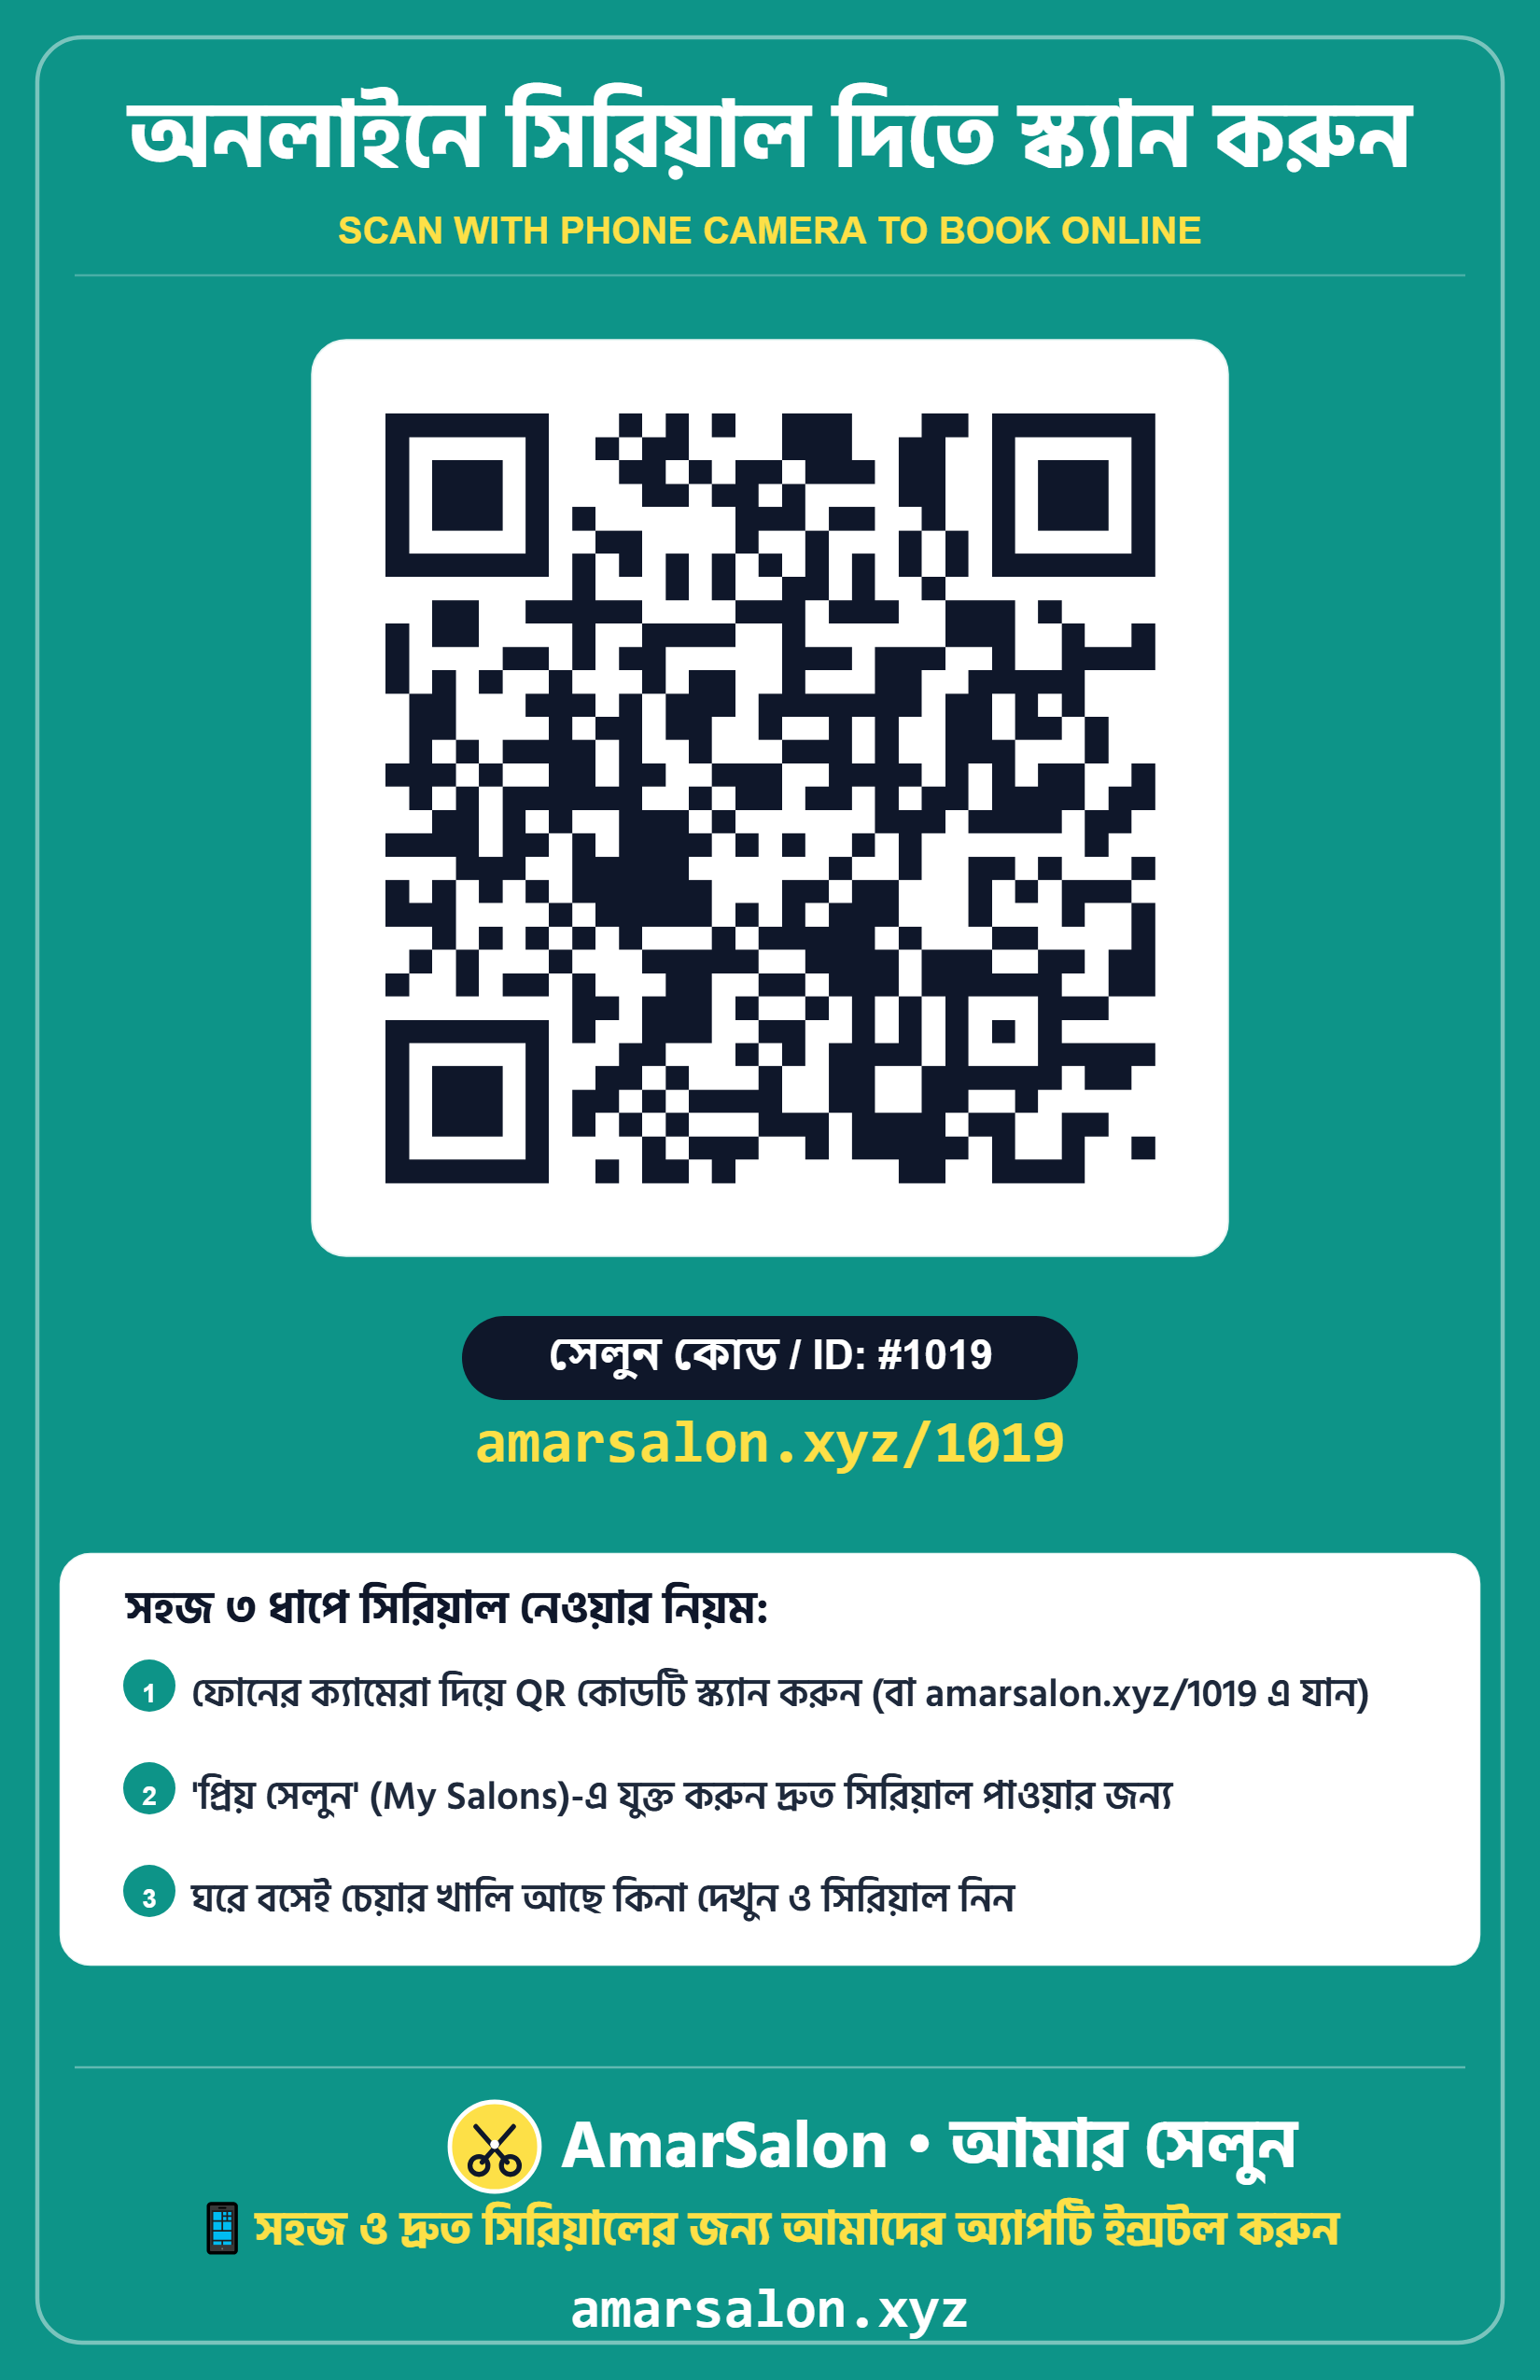 অনলাইনে সিরিয়াল দিতে স্ক্যান করুন
SCAN WITH PHONE CAMERA TO BOOK ONLINE
সেলুন কোড / ID: #1019
amarsalon.xyz/1019
সহজ ৩ ধাপে সিরিয়াল নেওয়ার নিয়ম:
1 ফোনের ক্যামেরা দিয়ে QR কোডটি স্ক্যান করুন (বা amarsalon.xyz/1019 এ যান)
2 'প্রিয় সেলুন' (My Salons)-এ যুক্ত করুন দ্রুত সিরিয়াল পাওয়ার জন্য
3 ঘরে বসেই চেয়ার খালি আছে কিনা দেখুন ও সিরিয়াল নিন
AmarSalon • আমার সেলুন
সহজ ও দ্রুত সিরিয়ালের জন্য আমাদের অ্যাপটি ইন্সটল করুন
amarsalon.xyz